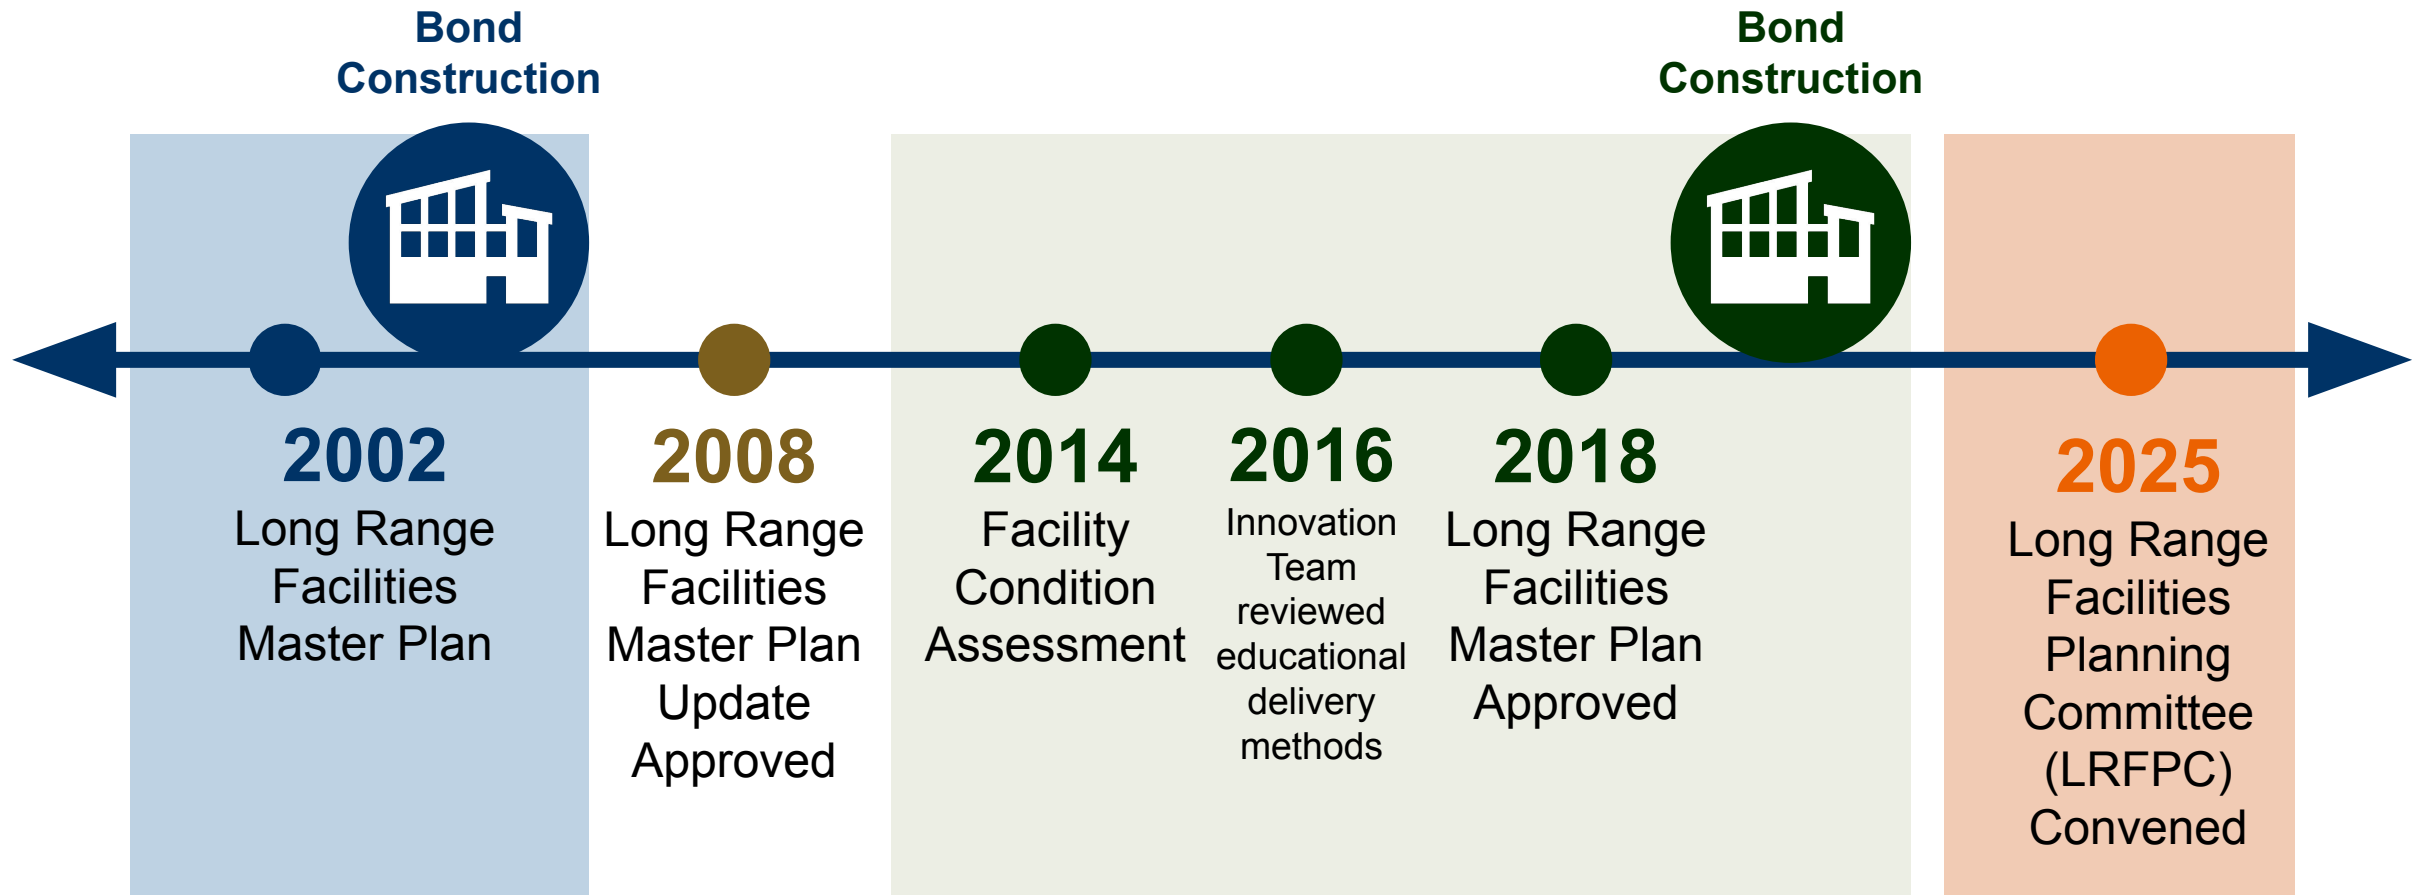 Bond
Construction
Bond
Construction
2002
Long Range
Facilities
Master Plan
2008
Long Range
Facilities
Master Plan
Update
Approved
2014
Facility
Condition
Assessment
2016
Innovation
Team
reviewed
educational
delivery
methods
2018
Long Range
Facilities
Master Plan
Approved
2025
Long Range
Facilities
Planning
Committee
(LRFPC)
Convened